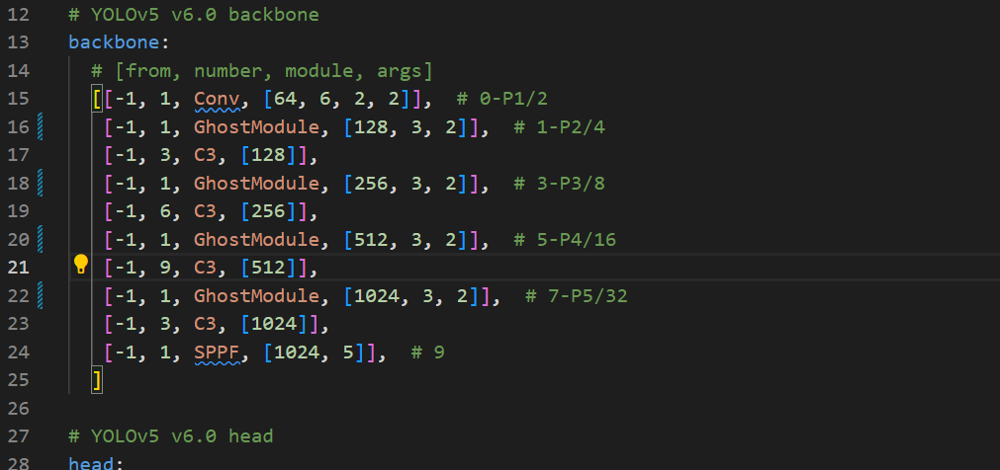 12 # YOLOv5 v6.0 backbone
13 backbone:
14 # [from, number, module, args]
15 [[-1, 1, Conv, [64, 6, 2, 2]], # 0-P1/2
16 [-1, 1, GhostModule, [128, 3, 2]], # 1-P2/4
17 [-1, 3, C3, [128]],
18 [-1, 1, GhostModule, [256, 3, 2]], # 3-P3/8
19 [-1, 6, C3, [256]],
20 [-1, 1, GhostModule, [512, 3, 2]], # 5-P4/16
21 [-1, 9, C3, [512]],
22 [-1, 1, GhostModule, [1024, 3, 2]], # 7-P5/32
23 [-1, 3, C3, [1024]],
24 [-1, 1, SPPF, [1024, 5]], # 9
25 ]
26
27 # YOLOv5 v6.0 head
28 head: